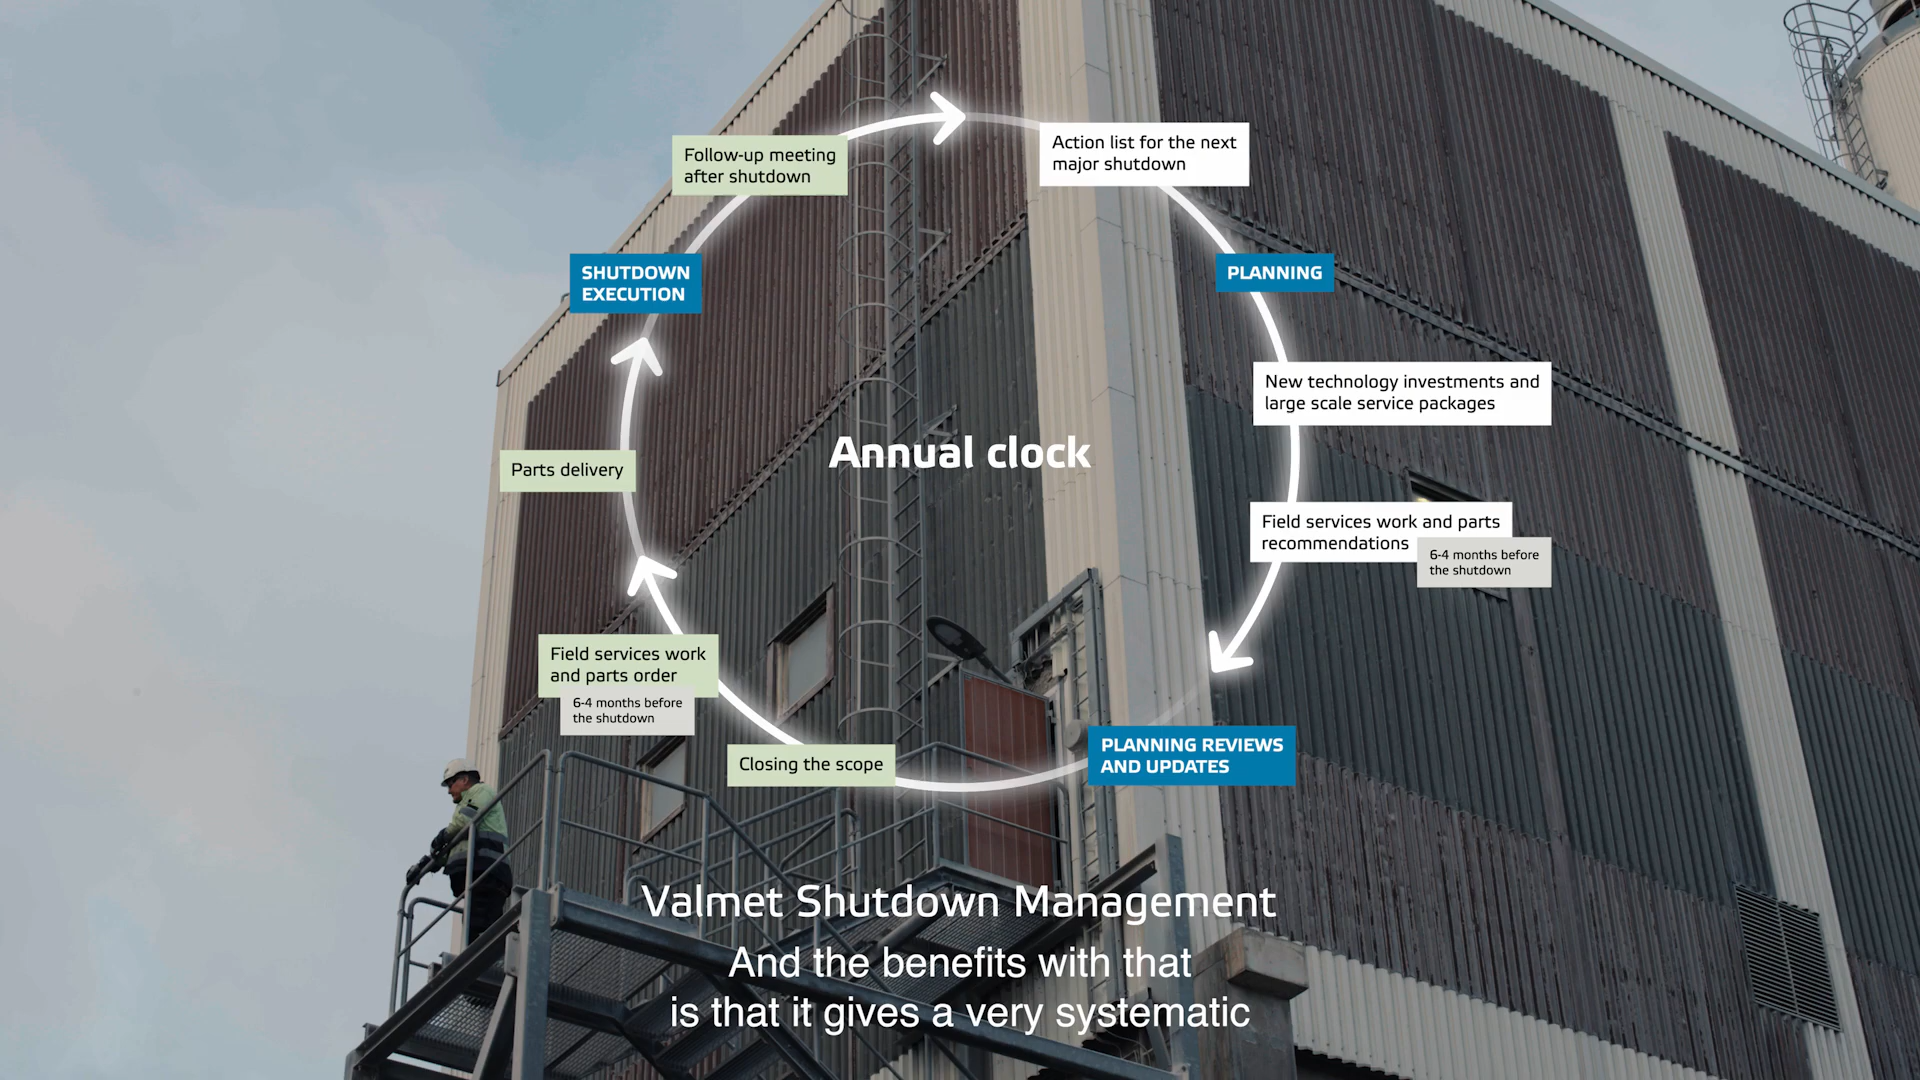 Follow-up meeting
after shutdown
Action list for the next
major shutdown
SHUTDOWN
EXECUTION
PLANNING
New technology investments and
large scale service packages
Annual clock
Parts delivery
Field services work and parts
recommendations
6-4 months before
the shutdown
Field services work
and parts order
6-4 months before
the shutdown
PLANNING REVIEWS
AND UPDATES
Closing the scope
Valmet Shutdown Management
And the benefits with that
is that it gives a very systematic